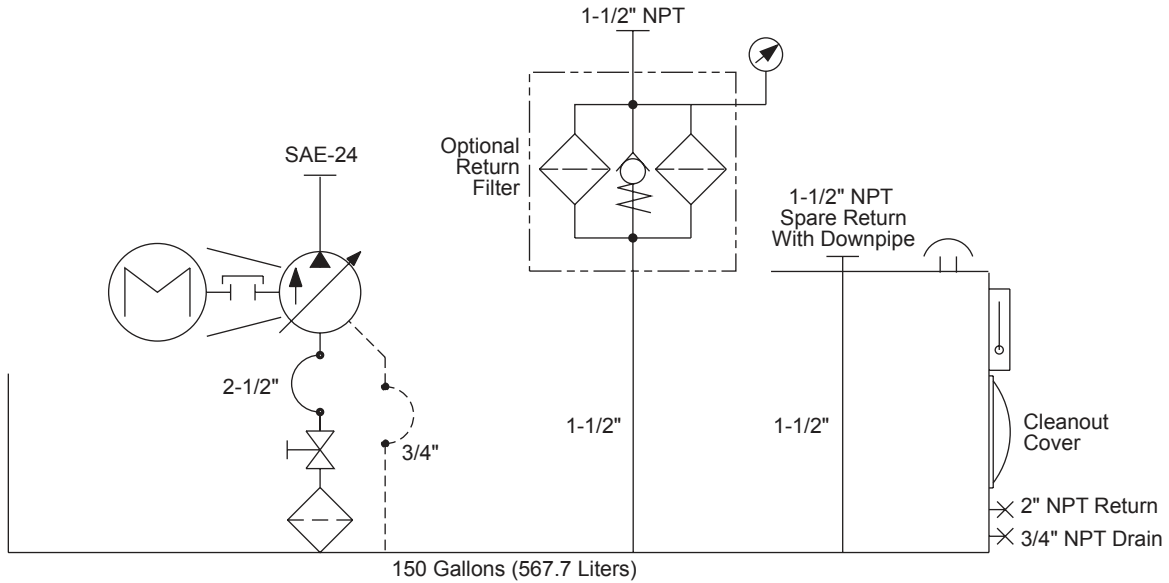 1-1/2" NPT
Optional
Return
Filter
SAE-24
1-1/2" NPT
Spare Return
With Downpipe
M
2-1/2"
3/4"
1-1/2"
1-1/2"
Cleanout
Cover
2" NPT Return
3/4" NPT Drain
150 Gallons (567.7 Liters)